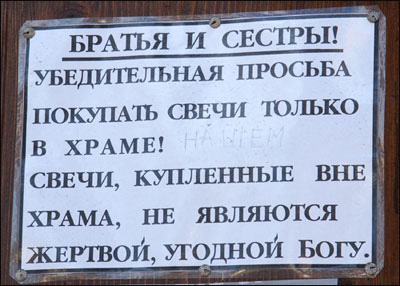 БРАТЬЯ И СЕСТРЫ!
УБЕДИТЕЛЬНАЯ ПРОСЬБА
ПОКУПАТЬ СВЕЧИ ТОЛЬКО
В ХРАМЕ! НАШЕМ
СВЕЧИ, КУПЛЕННЫЕ ВНЕ
ХРАМА, НЕ ЯВЛЯЮТСЯ
ЖЕРТВОЙ, УГОДНОЙ БОГУ.